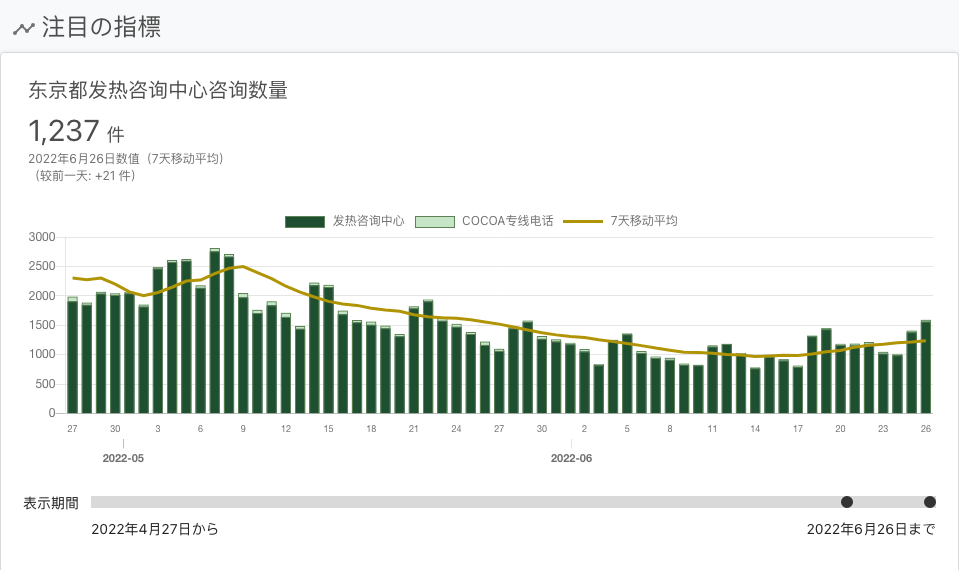 注目の指標
东京都发热咨询中心咨询数量
1,237 件
2022年6月26日数值（7天移动平均）
（较前一天: +21 件）
发热咨询中心 COCOA专线电话 7天移动平均
3000
2500
2000
1500
1000
500
0
27 30 3 6 9 12 15 18 21 24 27 30 2 5 8 11 14 17 20 23 26
2022-05 2022-06
表示期間
2022年4月27日から 2022年6月26日まで